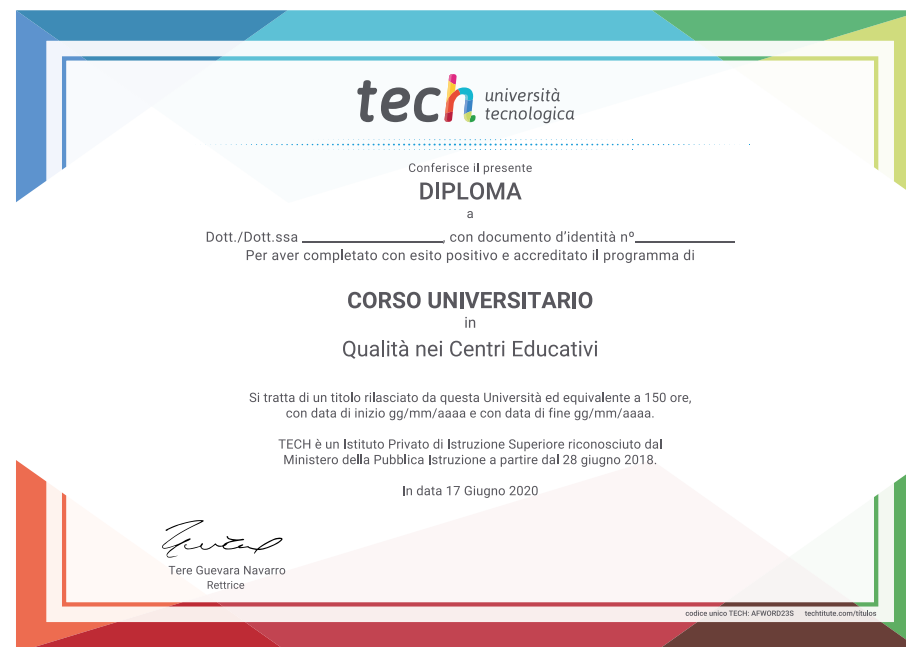 tech università
tecnologica
Conferisce il presente
DIPLOMA
a
Dott./Dott.ssa ________________, con documento d'identità nº___________
Per aver completato con esito positivo e accreditato il programma di
CORSO UNIVERSITARIO
in
Qualità nei Centri Educativi
Si tratta di un titolo rilasciato da questa Università ed equivalente a 150 ore,
con data di inizio gg/mm/aaaa e con data di fine gg/mm/aaaa.
TECH è un Istituto Privato di Istruzione Superiore riconosciuto dal
Ministero della Pubblica Istruzione a partire dal 28 giugno 2018.
In data 17 Giugno 2020
Tere Guevara Navarro
Rettrice
codice unico TECH: AFWORD23S techtitute.com/titulos